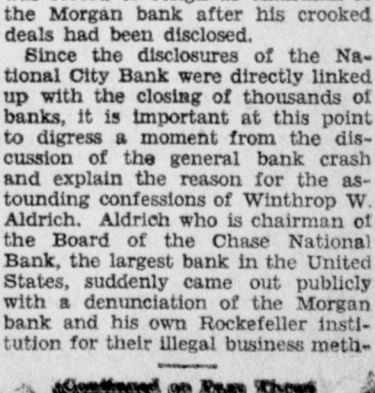 the Morgan bank after his crooked
deals had been disclosed.
Since the disclosures of the Na-
tional City Bank were directly linked
up with the closing of thousands of
banks, it is important at this point
to digress a moment from the dis-
cussion of the general bank crash
and explain the reason for the as-
tounding confessions of Winthrop W.
Aldrich. Aldrich who is chairman of
the Board of the Chase National
Bank, the largest bank in the United
States, suddenly came out publicly
with a denunciation of the Morgan
bank and his own Rockefeller insti-
tution for their illegal business meth-
(Continued on Page Three